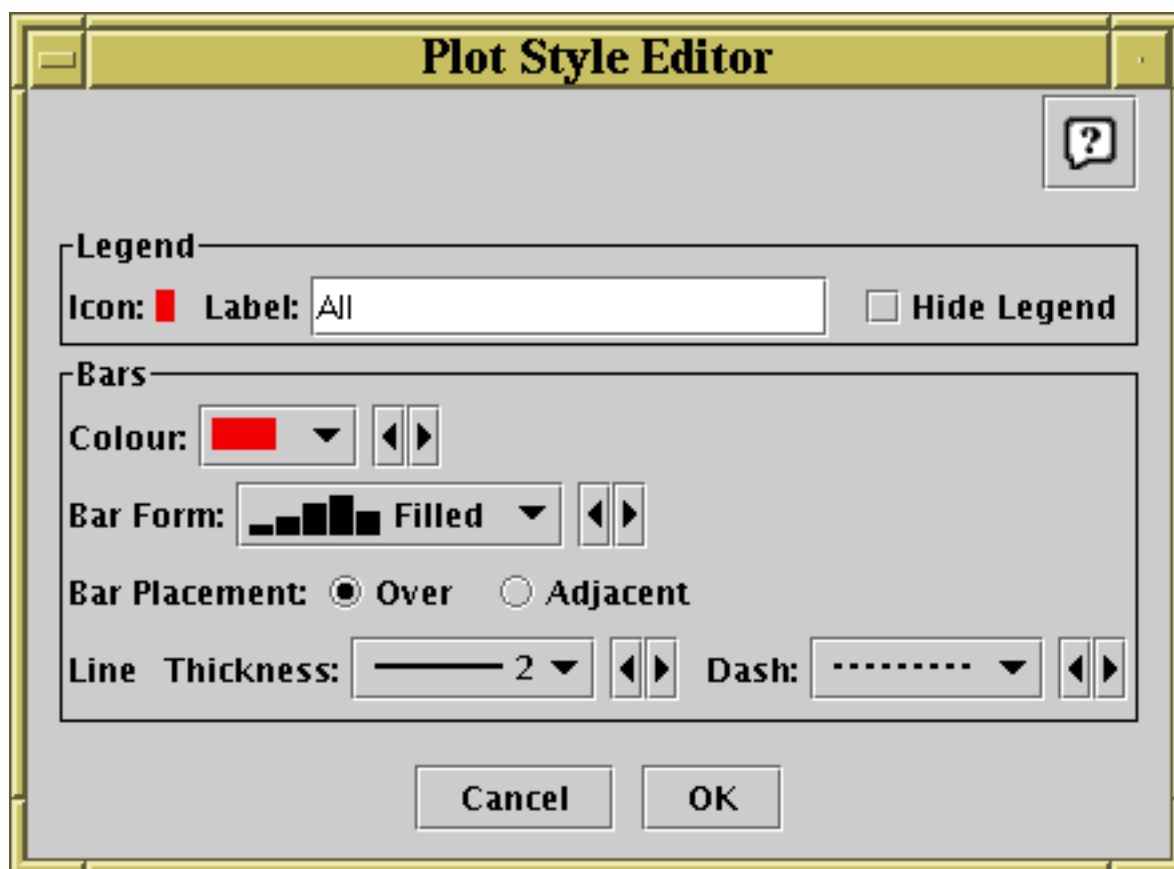 Plot Style Editor
?
Legend
Icon: Label: All Hide Legend
Bars
Colour:
Bar Form: Filled
Bar Placement: Over Adjacent
Line Thickness: 2 Dash:
Cancel OK